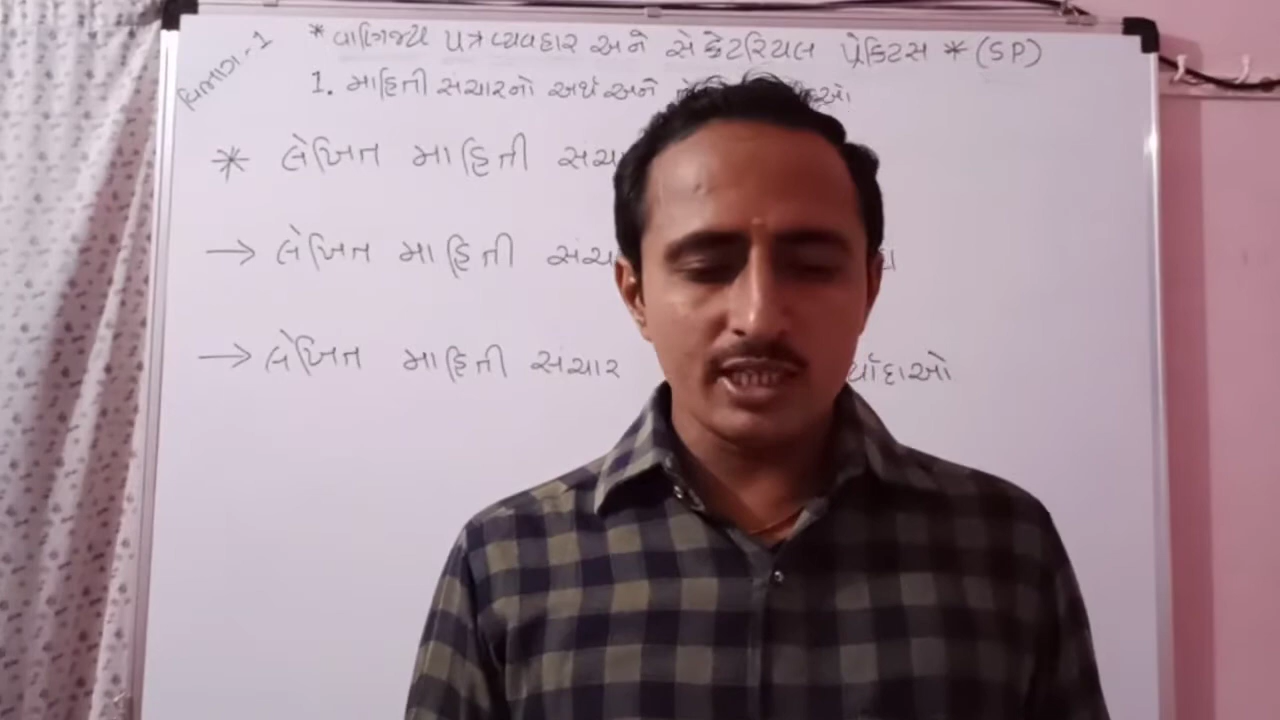 વિભાગ-1
* વાણિજ્ય પત્રવ્યવહાર અને સેક્રેટરિયલ પ્રેક્ટિસ * (SP)
1. માહિતી સંચારનો અર્થ અને
* લેખિત માહિતી
→ લેખિત માહિતી
→ લેખિત માહિતી સંચાર